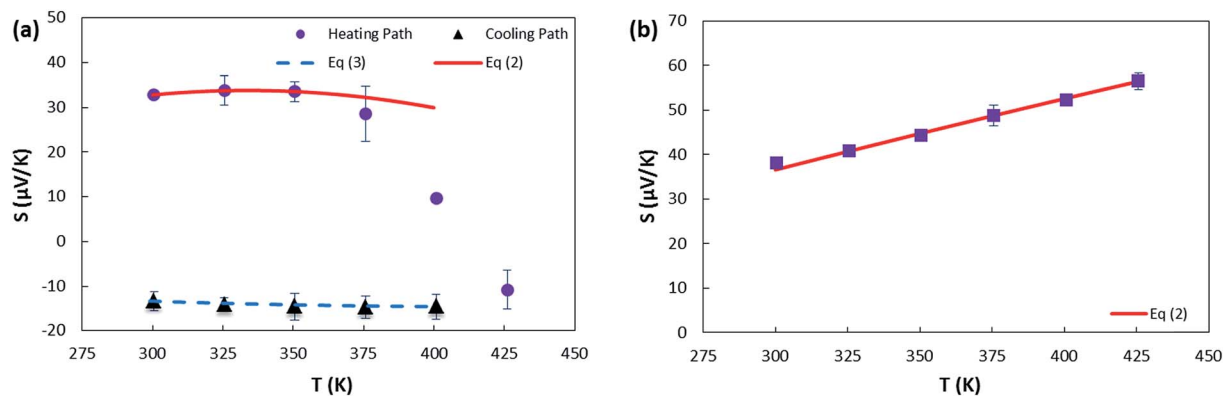 (a)
50
40
30
20
10
0
-10
-20
S (µV/K)
Heating Path
Cooling Path
Eq (3)
Eq (2)
275 300 325 350 375 400 425 450
T (K)
(b)
70
60
50
40
30
20
10
0
S (µV/K)
Eq (2)
275 300 325 350 375 400 425 450
T (K)